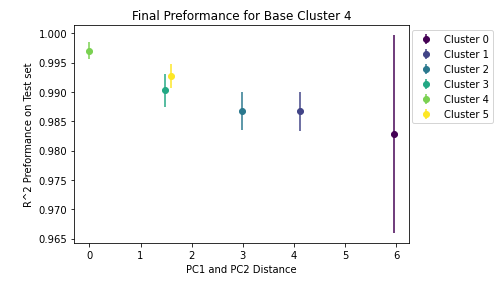 Final Preformance for Base Cluster 4
R^2 Preformance on Test set
1.000
0.995
0.990
0.985
0.980
0.975
0.970
0.965
0 1 2 3 4 5 6
PC1 and PC2 Distance
Cluster 0
Cluster 1
Cluster 2
Cluster 3
Cluster 4
Cluster 5